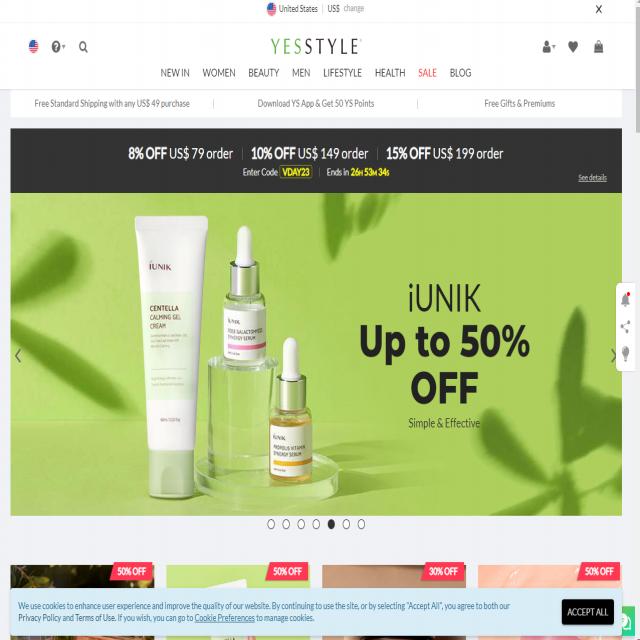 United States | US$ change X
YESSTYLE
NEW IN WOMEN BEAUTY MEN LIFESTYLE HEALTH SALE BLOG
Free Standard Shipping with any US$ 49 purchase
Download YS App & Get 50 YS Points
Free Gifts & Premiums
8% OFF US$ 79 order | 10% OFF US$ 149 order | 15% OFF US$ 199 order
Enter Code VDAY23 | Ends in 26H 53M 34S
See details
iUNIK
CENTELLA
CALMING GEL
CREAM
iUNIK
ROSE GALACTOMYCES
SYNERGY SERUM
iUNIK
PROPOLIS VITAMIN
SYNERGY SERUM
iUNIK
Up to 50%
OFF
Simple & Effective
50% OFF
50% OFF
30% OFF
50% OFF
We use cookies to enhance user experience and improve the quality of our website. By continuing to use the site, or by selecting "Accept All", you agree to both our
Privacy Policy and Terms of Use. If you wish, you can go to Cookie Preferences to manage cookies.
ACCEPT ALL